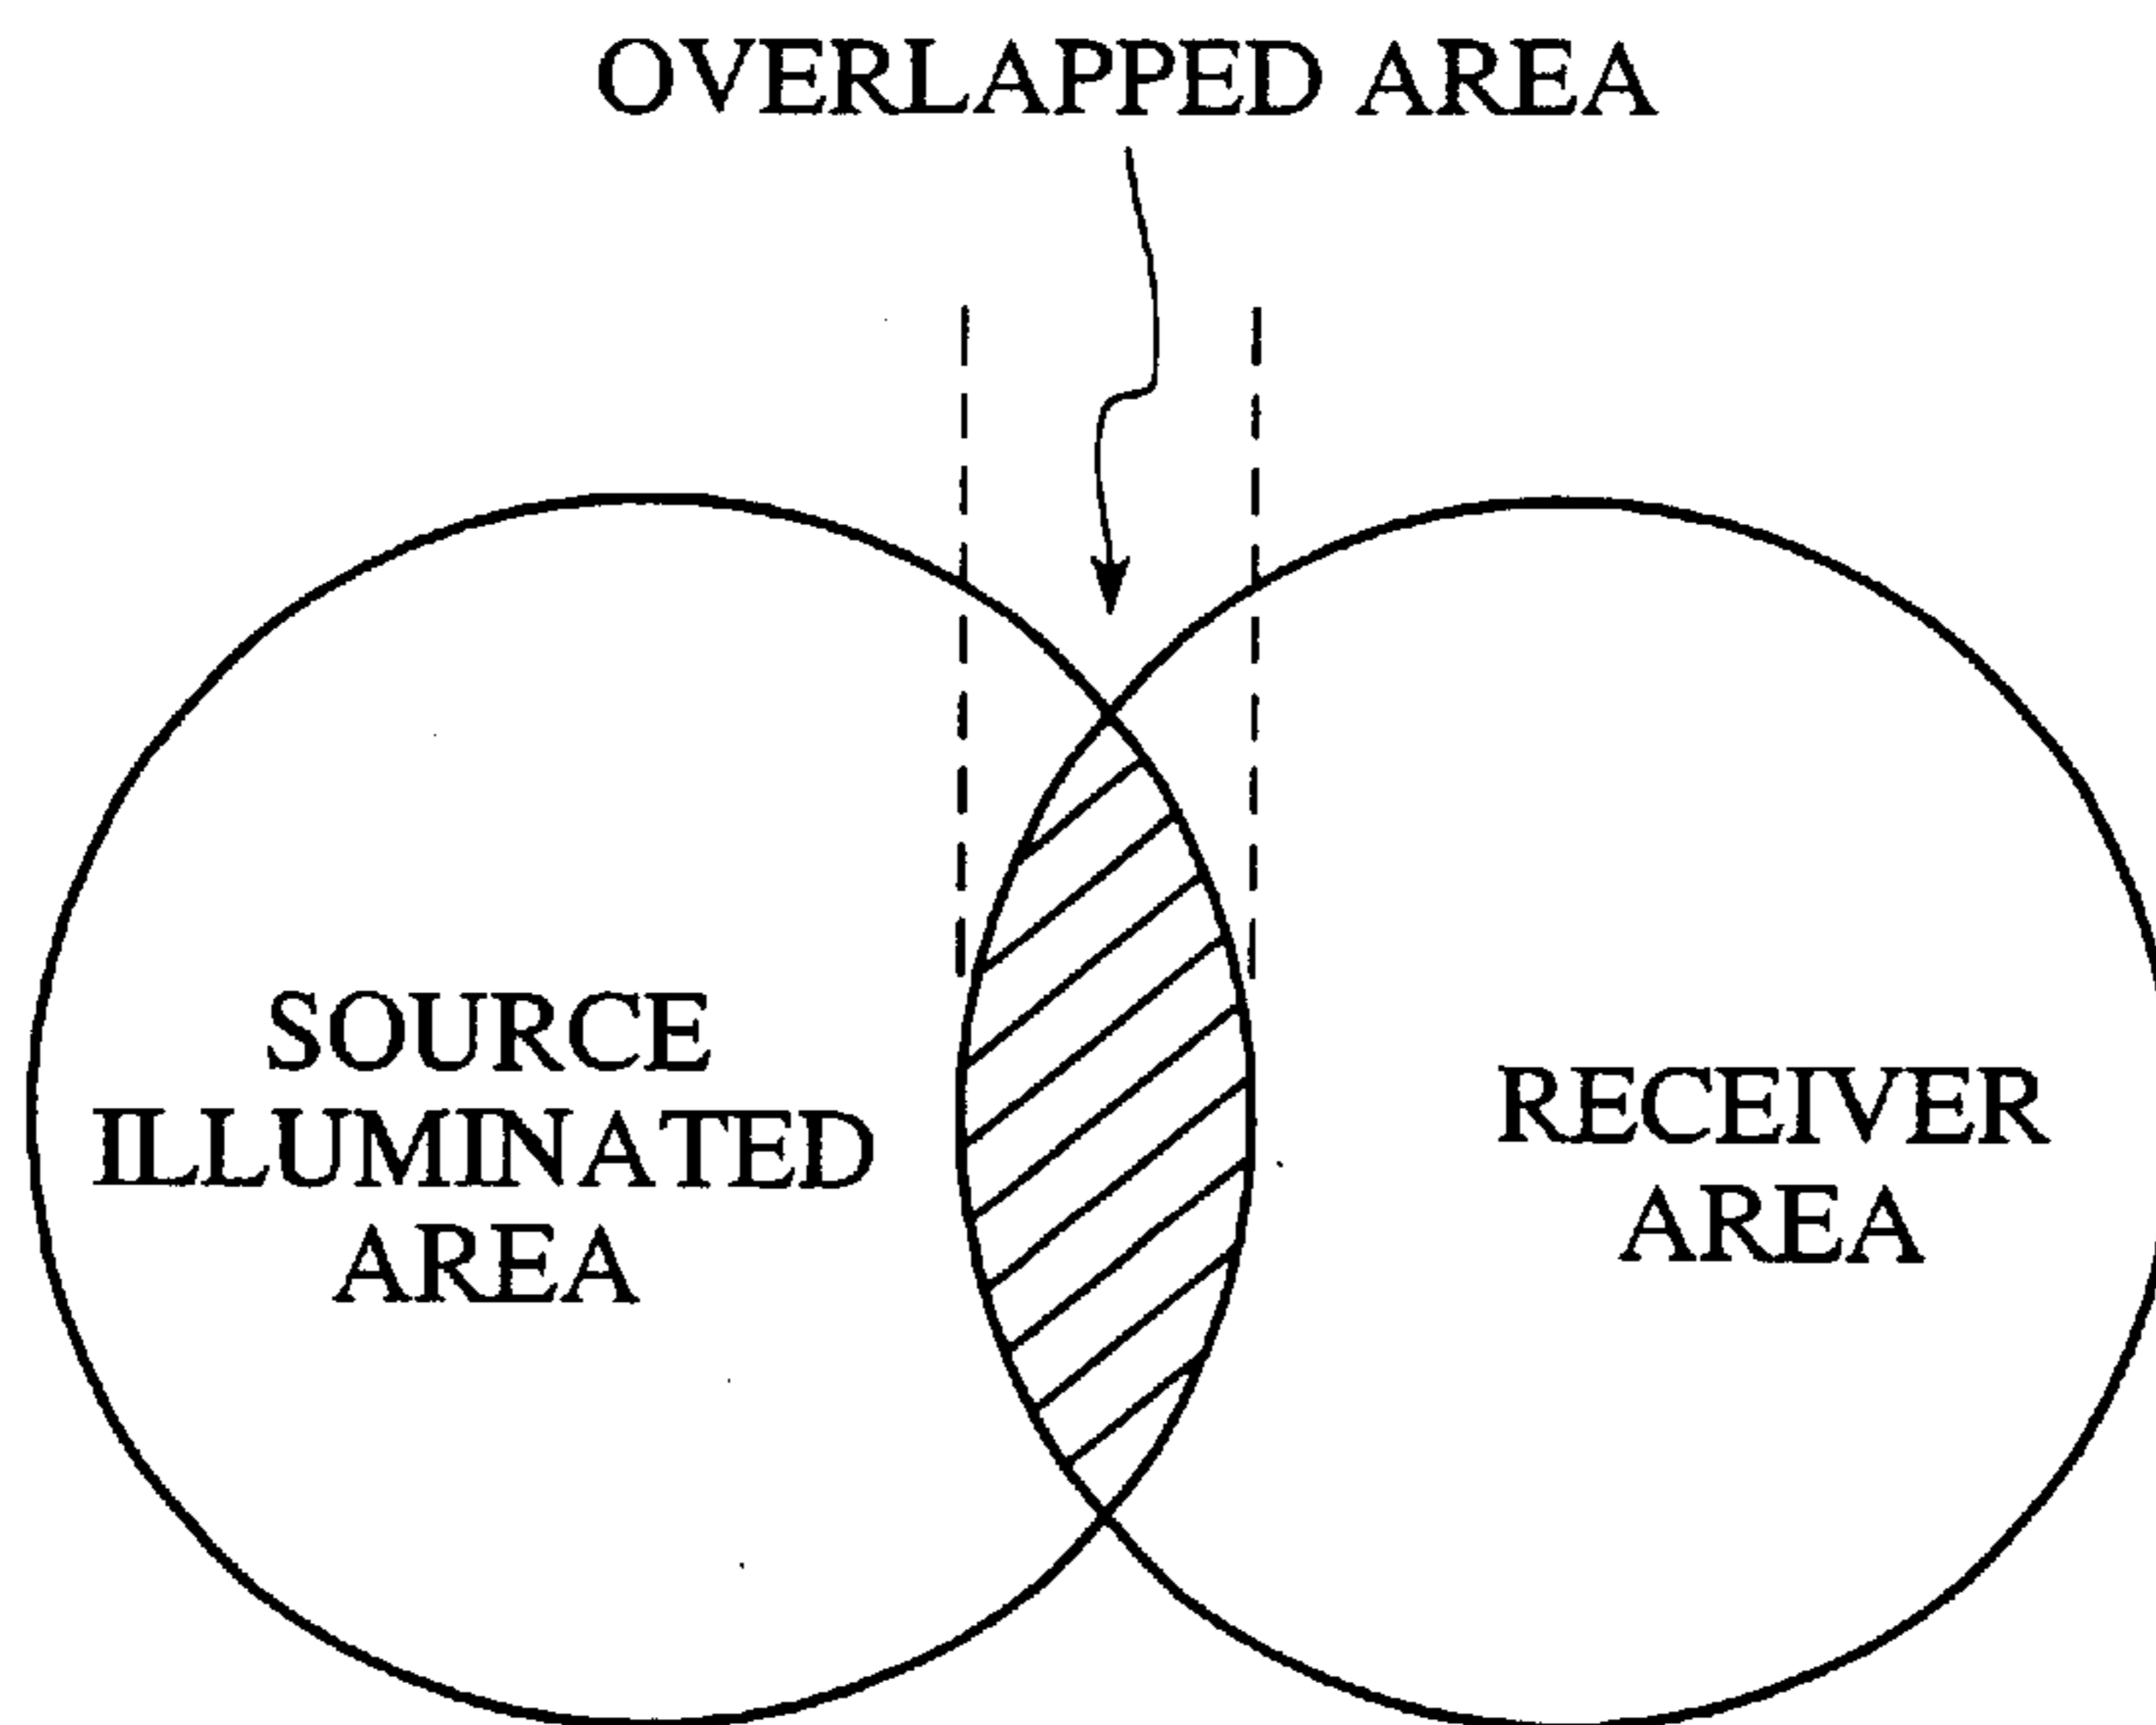 OVERLAPPED AREA
SOURCE
ILLUMINATED
AREA
RECEIVER
AREA